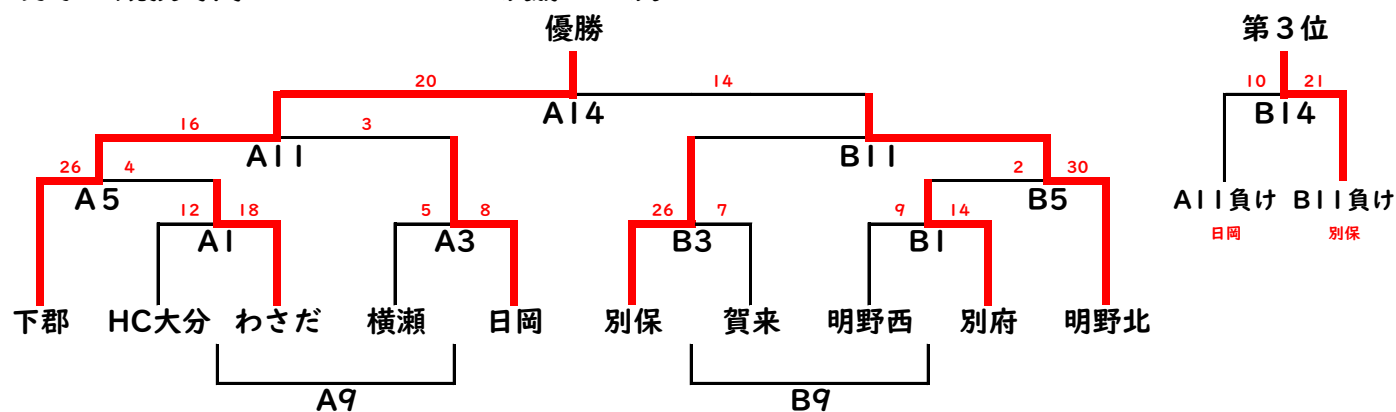 優勝 第３位
20 14 10 21
A14 B14
16 3
A11 B11
26 4 2 30
A5 B5
A11負け B11負け
12 18 5 8 26 7 9 14
日岡 別保
A1 A3 B3 B1
下郡 HC大分 わさだ 横瀬 日岡 別保 賀来 明野西 別府 明野北
A9 B9